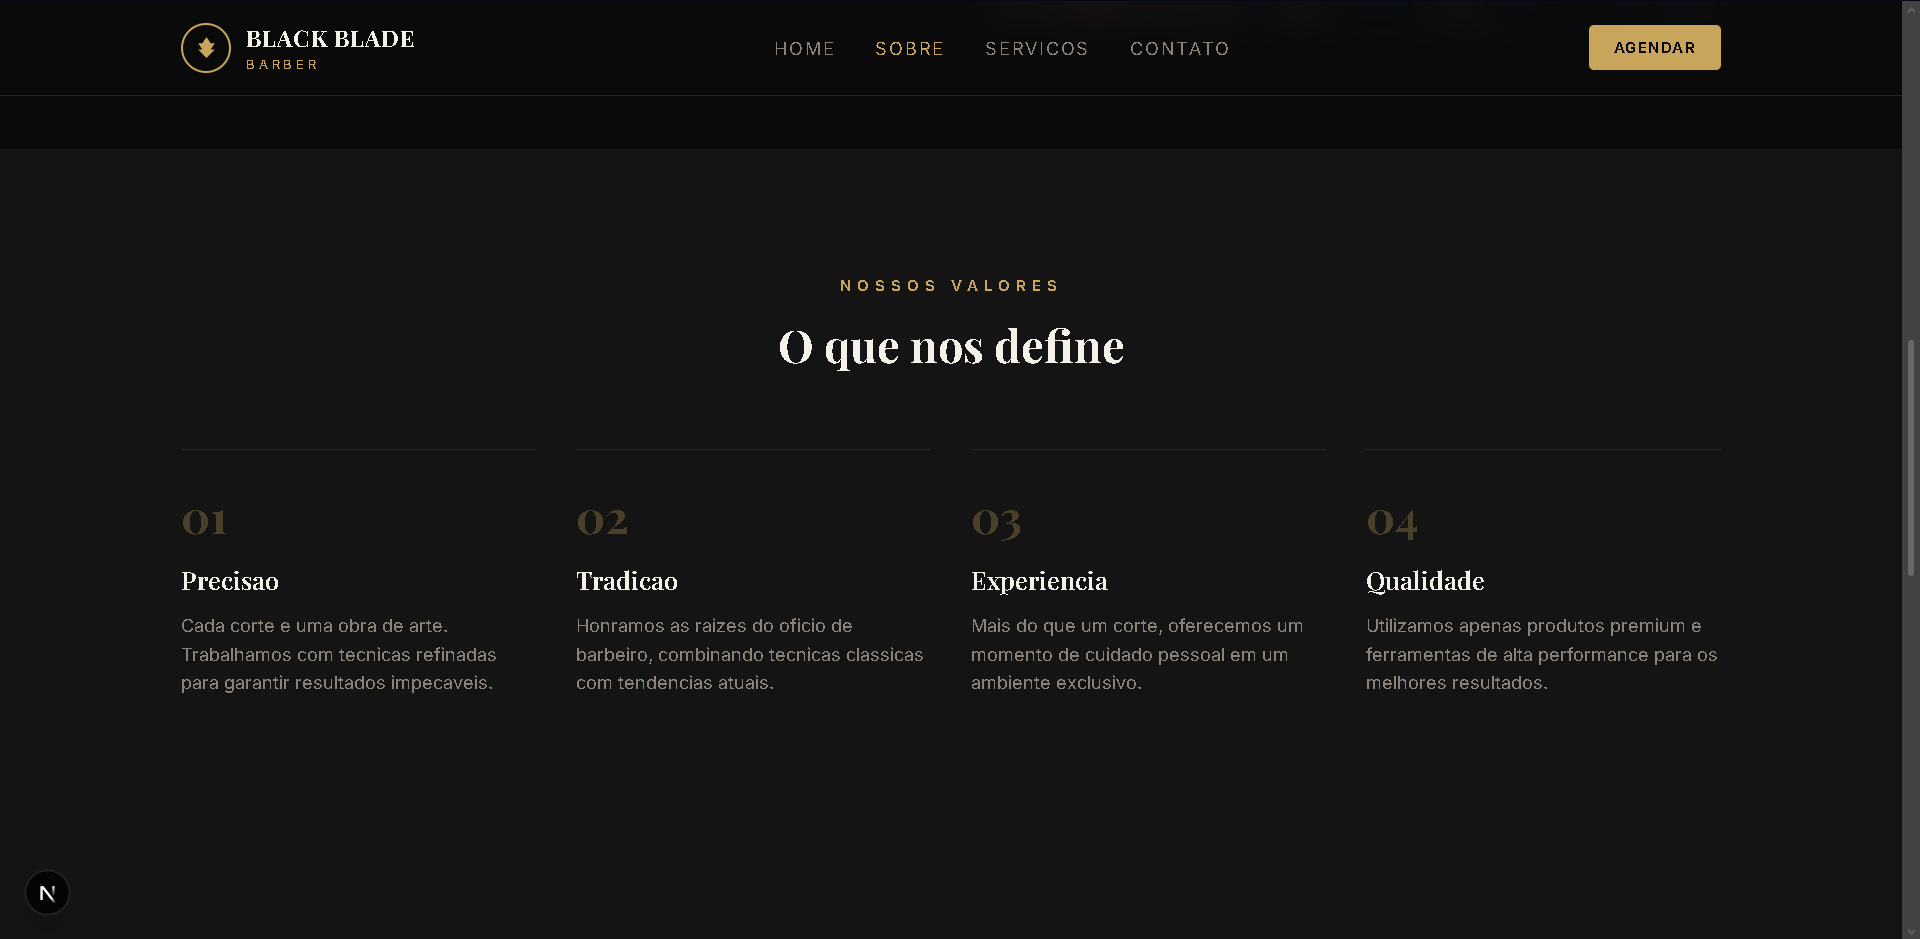 BLACK BLADE
BARBER
HOME
SOBRE
SERVICOS
CONTATO
AGENDAR
NOSSOS VALORES
O que nos define
01
Precisao
Cada corte e uma obra de arte.
Trabalhamos com tecnicas refinadas
para garantir resultados impecaveis.
02
Tradicao
Honramos as raizes do oficio de
barbeiro, combinando tecnicas classicas
com tendencias atuais.
03
Experiencia
Mais do que um corte, oferecemos um
momento de cuidado pessoal em um
ambiente exclusivo.
04
Qualidade
Utilizamos apenas produtos premium e
ferramentas de alta performance para os
melhores resultados.
N